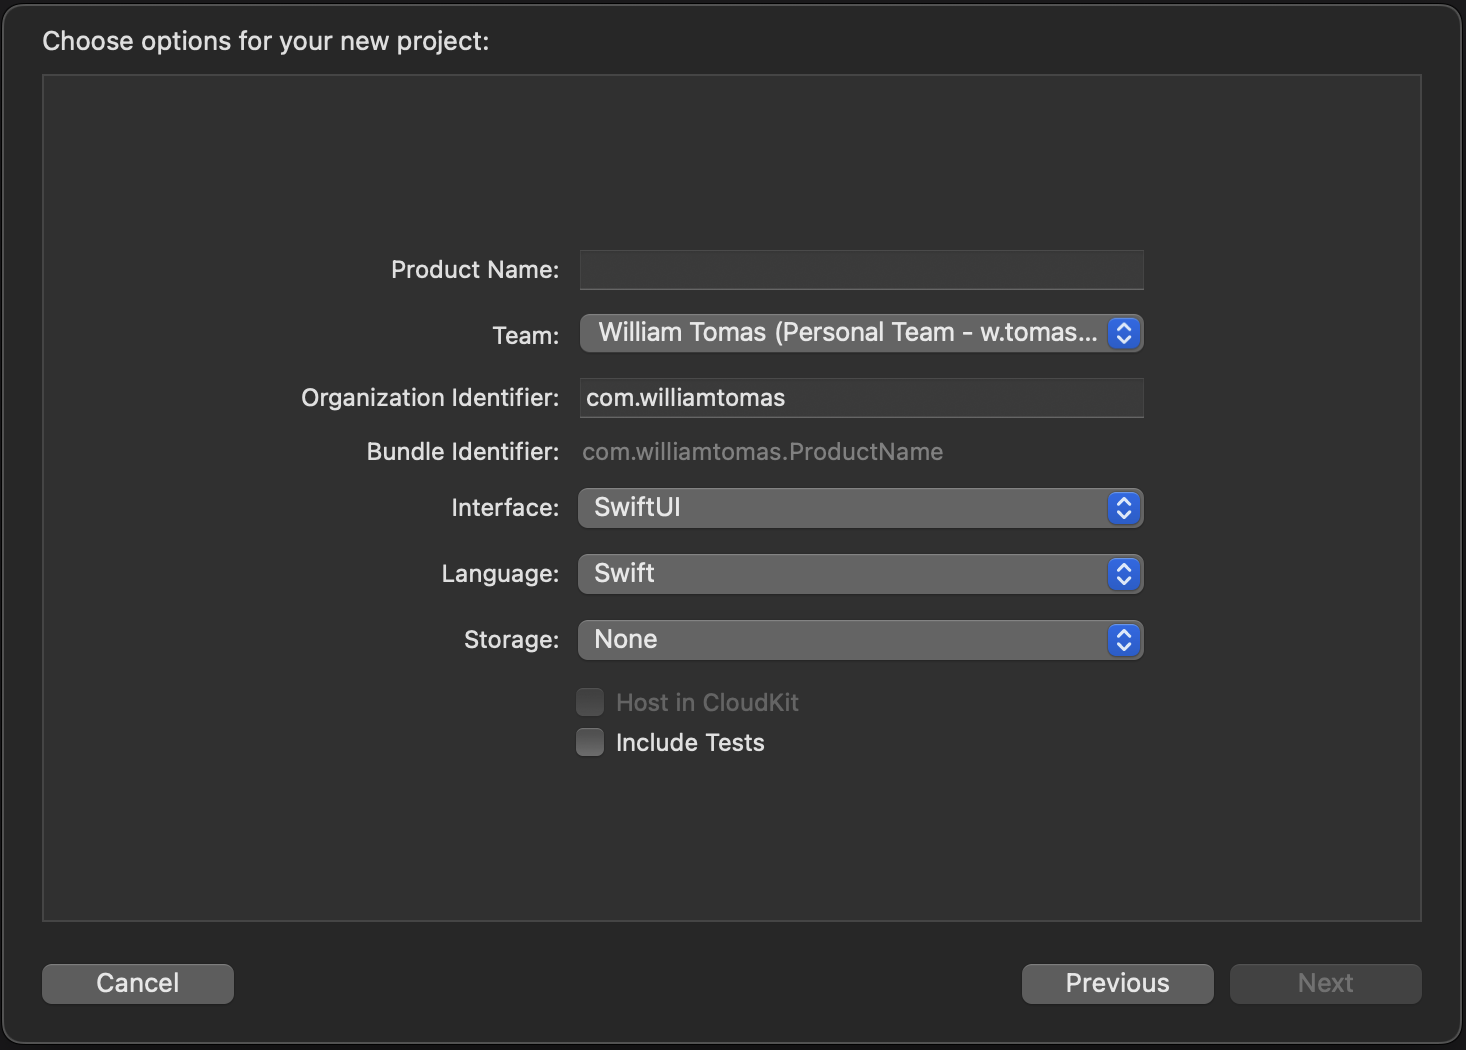 Choose options for your new project:
Product Name:
Team: William Tomas (Personal Team - w.tomas...
Organization Identifier: com.williamtomas
Bundle Identifier: com.williamtomas.ProductName
Interface: SwiftUI
Language: Swift
Storage: None
Host in CloudKit
Include Tests
Cancel Previous Next